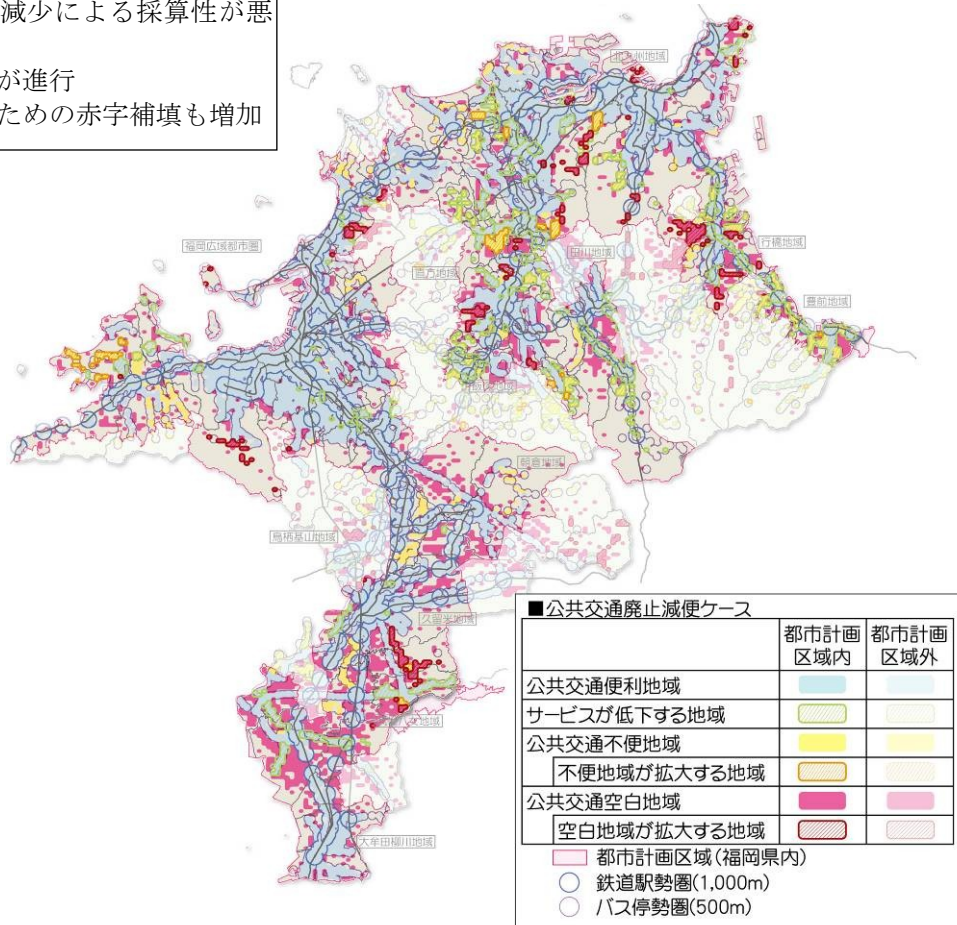 減少による採算性が悪
が進行
ための赤字補填も増加
北九州地域
福岡広域都市圏
直方地域
田川地域
行橋地域
豊前地域
朝倉地域
鳥栖基山地域
久留米地域
大牟田柳川地域
■公共交通廃止減便ケース
都市計画区域内
都市計画区域外
公共交通便利地域
サービスが低下する地域
公共交通不便地域
不便地域が拡大する地域
公共交通空白地域
空白地域が拡大する地域
都市計画区域(福岡県内)
鉄道駅勢圏(1,000m)
バス停勢圏(500m)